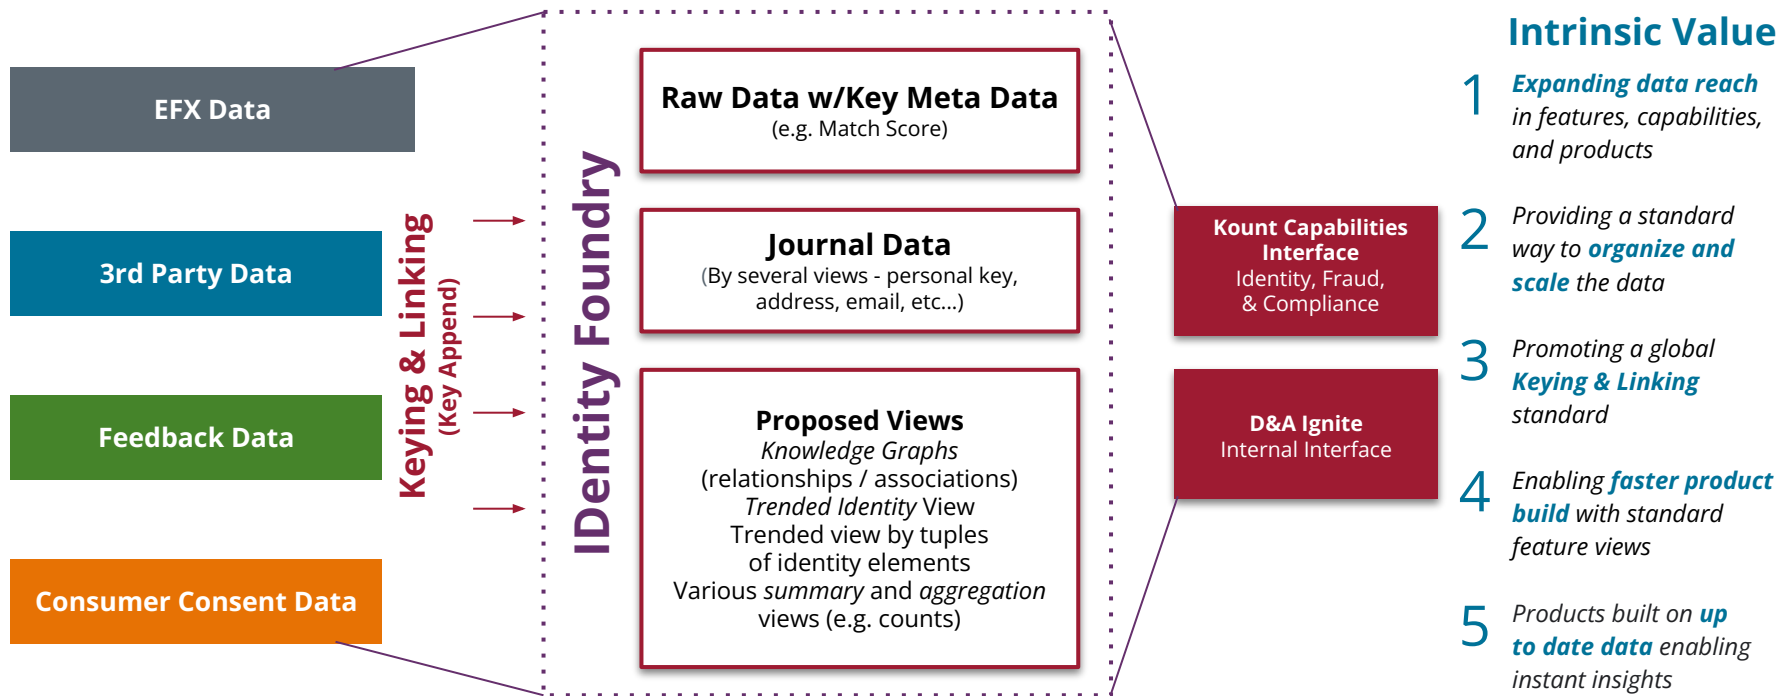 EFX Data
3rd Party Data
Feedback Data
Consumer Consent Data
Keying & Linking
(Key Append)
IDentity Foundry
Raw Data w/Key Meta Data
(e.g. Match Score)
Journal Data
(By several views - personal key,
address, email, etc...)
Proposed Views
Knowledge Graphs
(relationships / associations)
Trended Identity View
Trended view by tuples
of identity elements
Various summary and aggregation
views (e.g. counts)
Kount Capabilities
Interface
Identity, Fraud,
& Compliance
D&A Ignite
Internal Interface
Intrinsic Value
1 Expanding data reach
in features, capabilities,
and products
2 Providing a standard
way to organize and
scale the data
3 Promoting a global
Keying & Linking
standard
4 Enabling faster product
build with standard
feature views
5 Products built on up
to date data enabling
instant insights